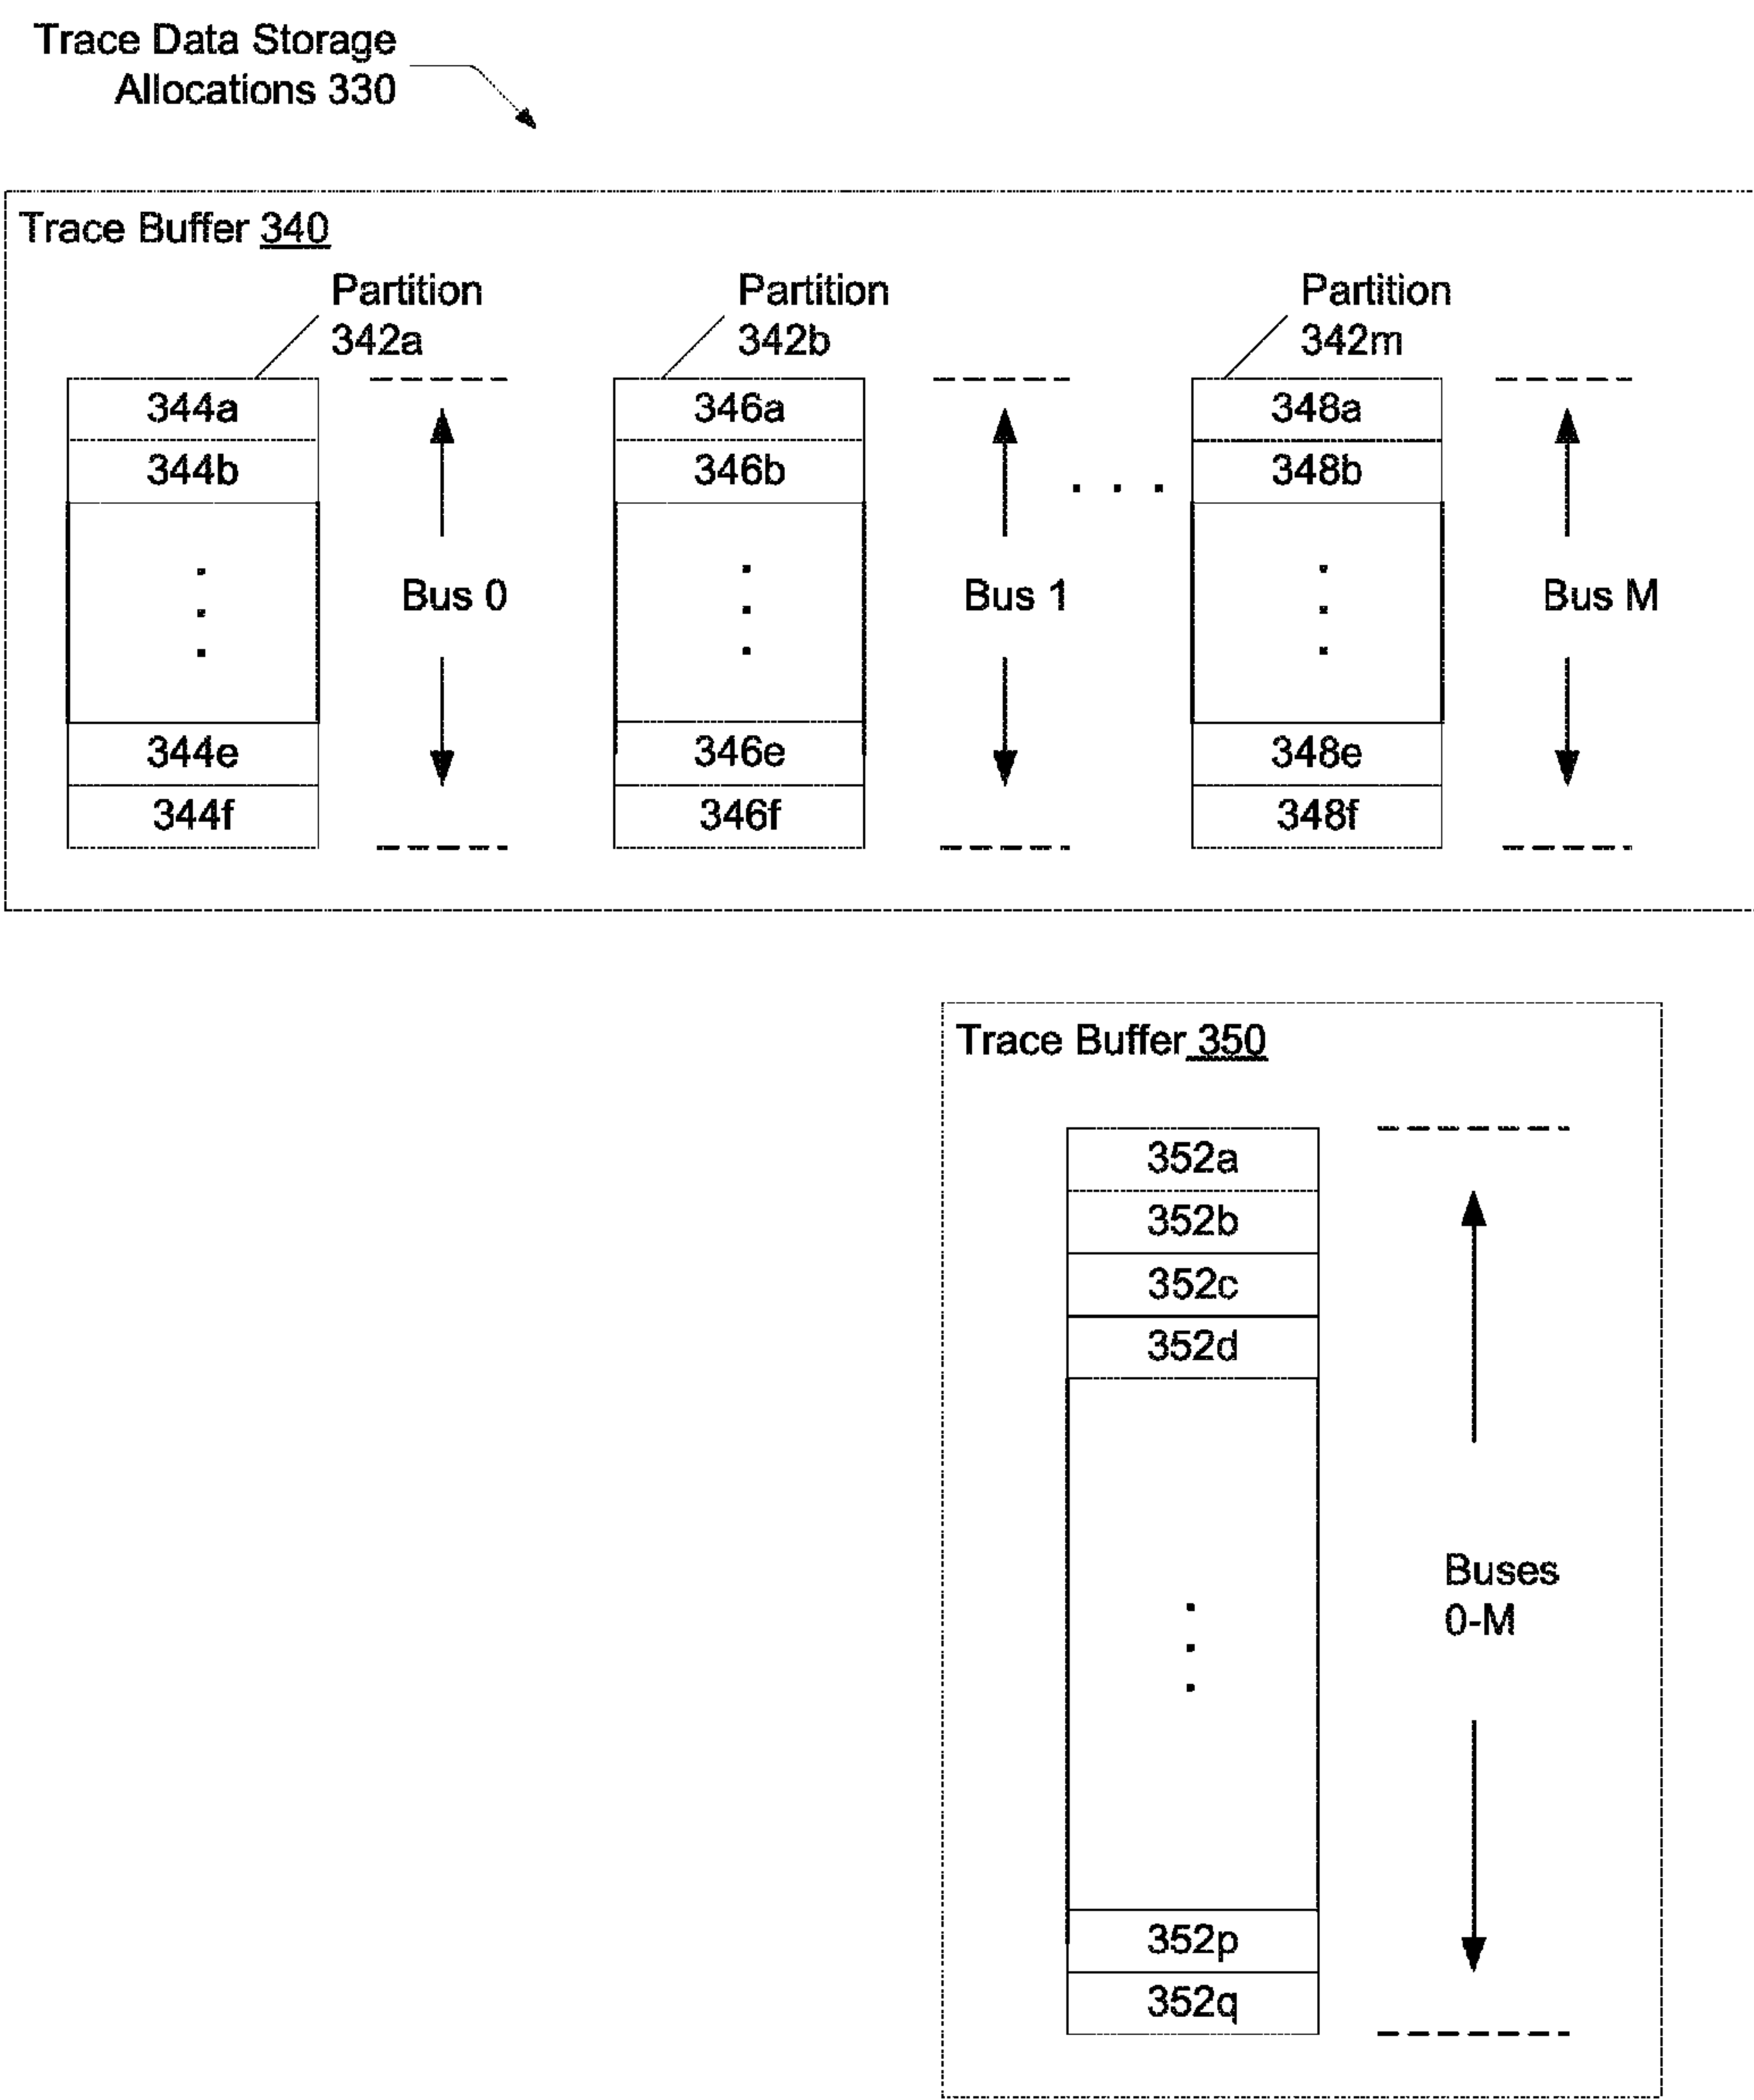 Trace Data Storage
Allocations 330
Trace Buffer 340
Partition
342a
Partition
342b
Partition
342m
344a
344b
344e
344f
Bus 0
346a
346b
346e
346f
Bus 1
. . .
348a
348b
348e
348f
Bus M
Trace Buffer 350
352a
352b
352c
352d
352p
352q
Buses
0-M